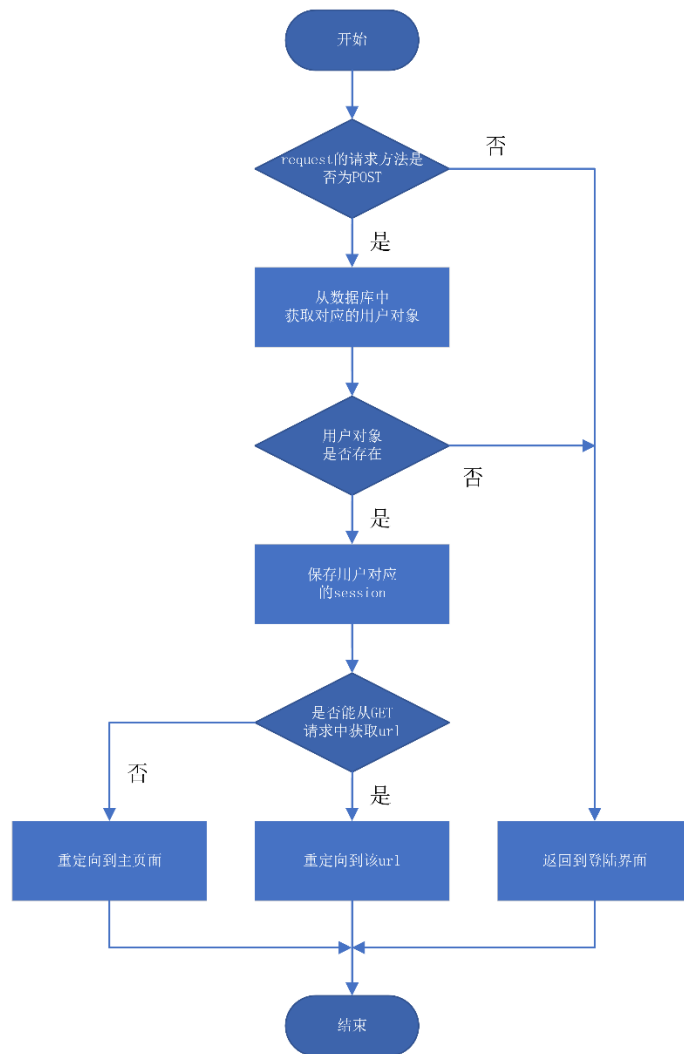 开始
request的请求方法是
否为POST
否
是
从数据库中
获取对应的用户对象
用户对象
是否存在
否
是
保存用户对应
的session
是否能从GET
请求中获取url
否
是
重定向到主页面
重定向到该url
返回到登陆界面
结束